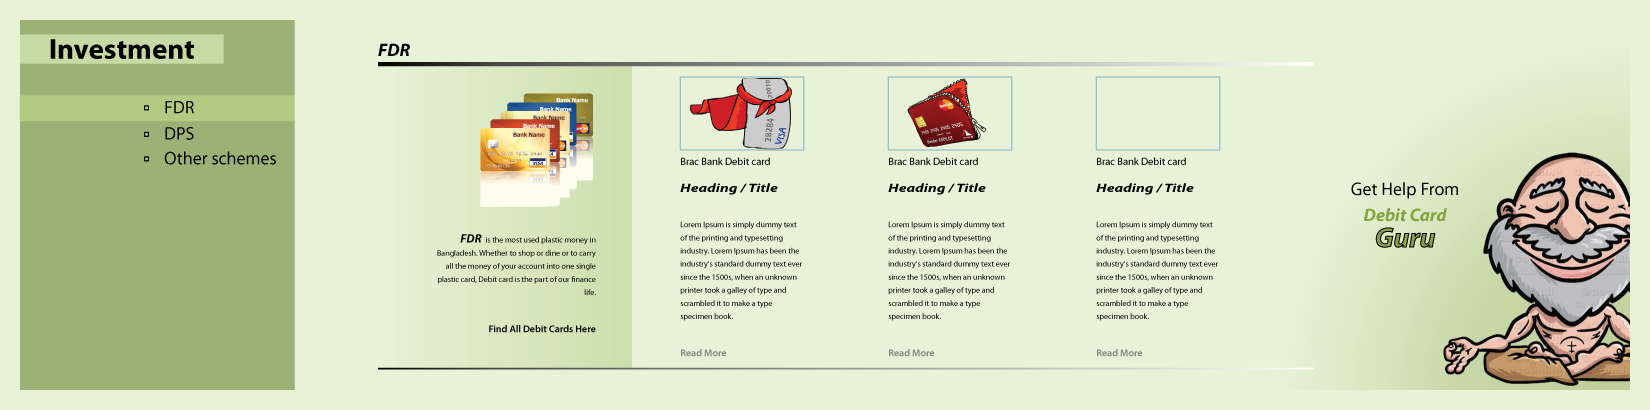 Investment
FDR
DPS
Other schemes
FDR
Bank Name
Bank Name
Bank Name
Bank Name
Bank Name
VISA
FDR is the most used plastic money in
Bangladesh. Whether to shop or dine or to carry
all the money of your account into one single
plastic card, Debit card is the part of our finance
life.
Find All Debit Cards Here
28284
VISA
Brac Bank Debit card
Heading / Title
Lorem Ipsum is simply dummy text
of the printing and typesetting
industry. Lorem Ipsum has been the
industry's standard dummy text ever
since the 1500s, when an unknown
printer took a galley of type and
scrambled it to make a type
specimen book.
Read More
Brac Bank Debit card
Heading / Title
Lorem Ipsum is simply dummy text
of the printing and typesetting
industry. Lorem Ipsum has been the
industry's standard dummy text ever
since the 1500s, when an unknown
printer took a galley of type and
scrambled it to make a type
specimen book.
Read More
Brac Bank Debit card
Heading / Title
Lorem Ipsum is simply dummy text
of the printing and typesetting
industry. Lorem Ipsum has been the
industry's standard dummy text ever
since the 1500s, when an unknown
printer took a galley of type and
scrambled it to make a type
specimen book.
Read More
Get Help From
Debit Card
Guru